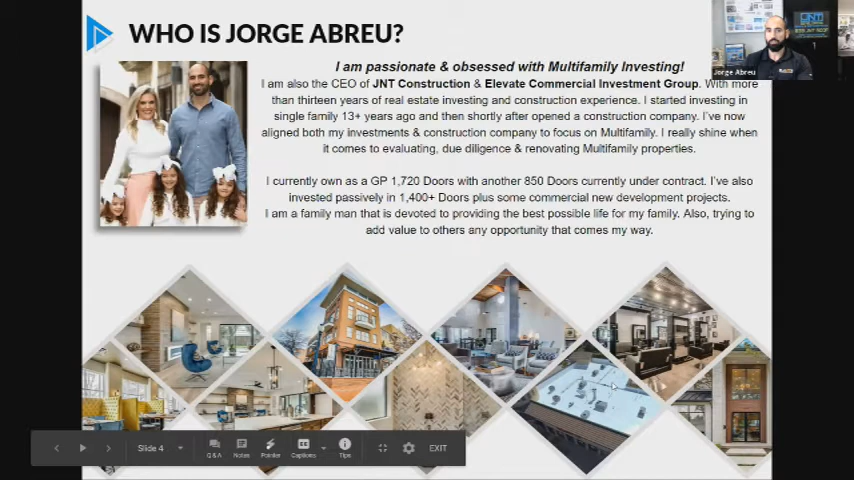 WHO IS JORGE ABREU?
Jorge Abreu
I am passionate & obsessed with Multifamily Investing!
I am also the CEO of JNT Construction & Elevate Commercial Investment Group. With more
than thirteen years of real estate investing and construction experience. I started investing in
single family 13+ years ago and then shortly after opened a construction company. I've now
aligned both my investments & construction company to focus on Multifamily. I really shine when
it comes to evaluating, due diligence & renovating Multifamily properties.
I currently own as a GP 1,720 Doors with another 850 Doors currently under contract. I've also
invested passively in 1,400+ Doors plus some commercial new development projects.
I am a family man that is devoted to providing the best possible life for my family. Also, trying to
add value to others any opportunity that comes my way.
Slide 4
Q & A
Notes
Pointer
Captions
Tips
EXIT